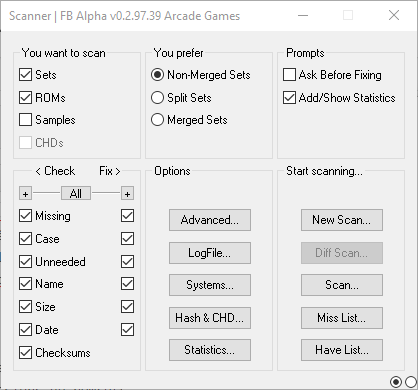 Scanner | FB Alpha v0.2.97.39 Arcade Games
You want to scan
Sets
ROMs
Samples
CHDs
You prefer
Non-Merged Sets
Split Sets
Merged Sets
Prompts
Ask Before Fixing
Add/Show Statistics
< Check Fix >
+ All +
Missing
Case
Unneeded
Name
Size
Date
Checksums
Options
Advanced...
LogFile...
Systems...
Hash & CHD...
Statistics...
Start scanning...
New Scan...
Diff Scan...
Scan...
Miss List...
Have List...